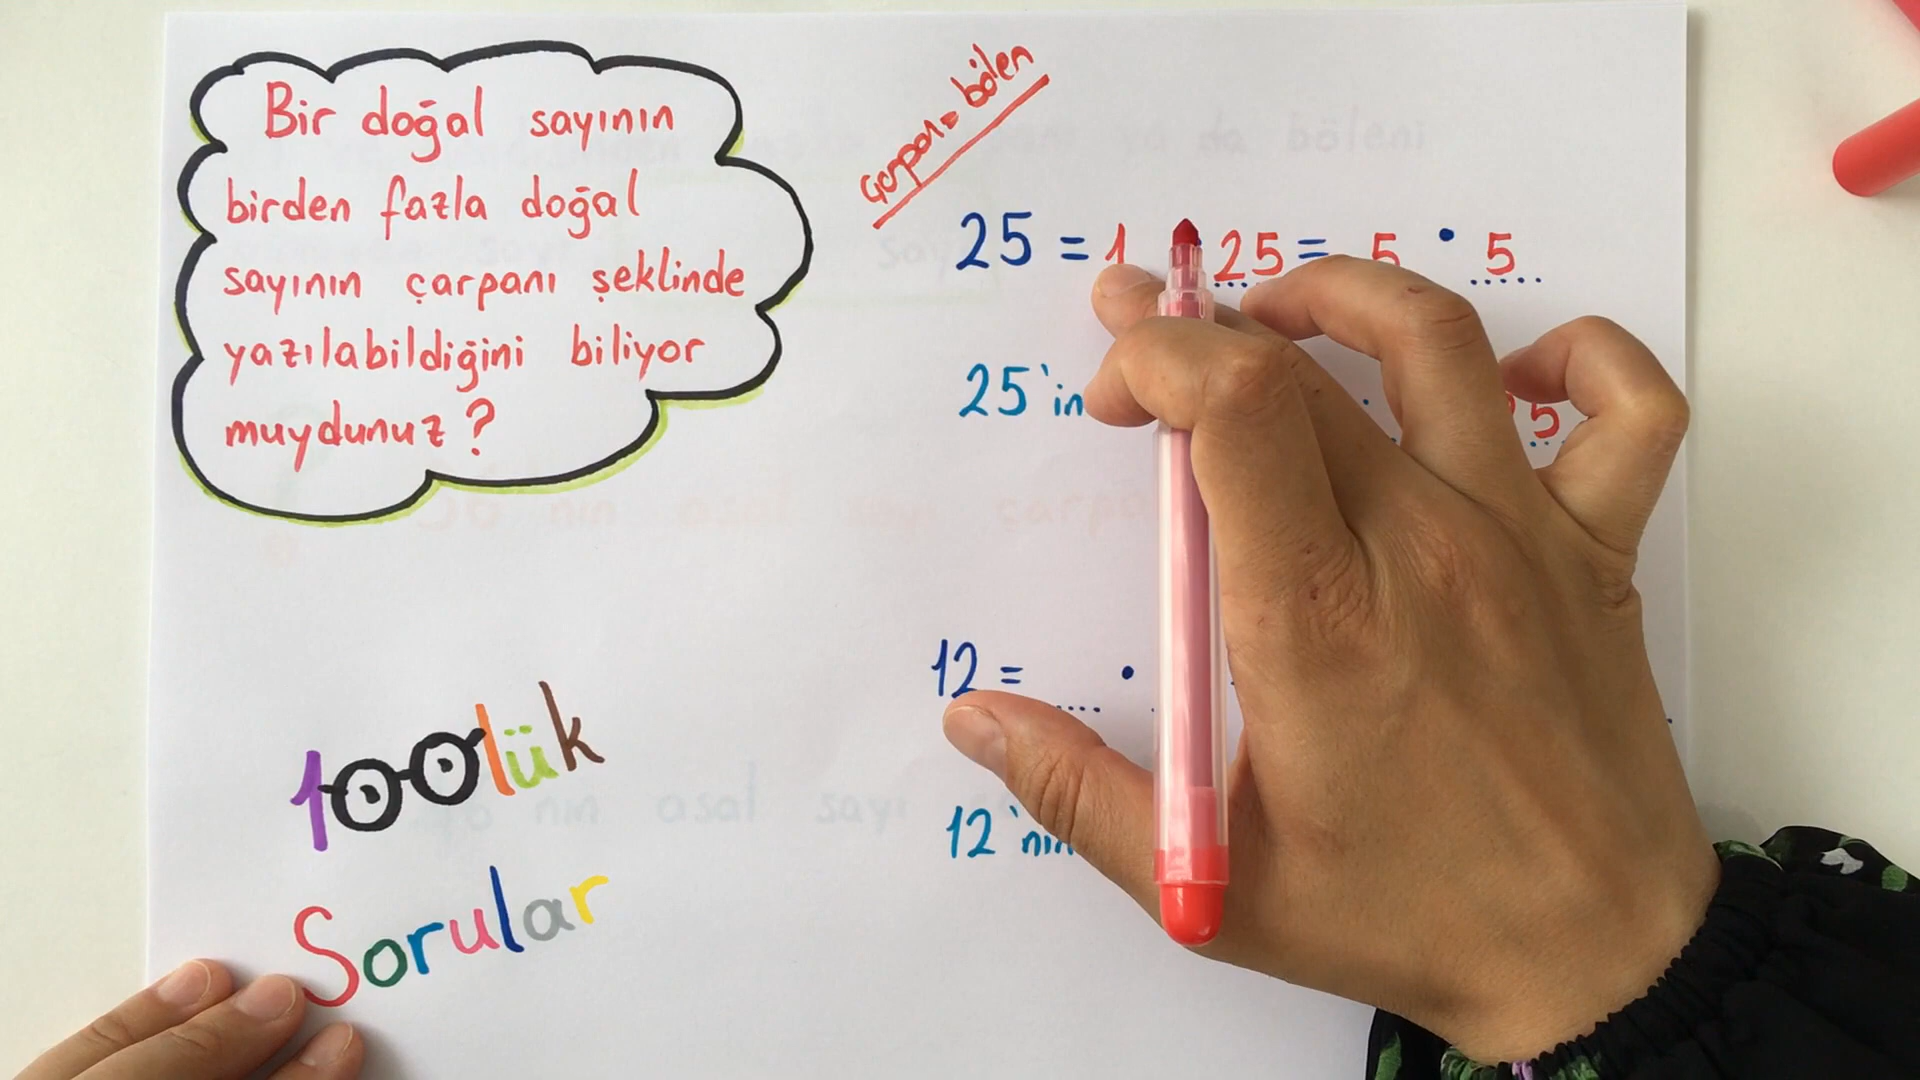 Bir doğal sayının
birden fazla doğal
sayının çarpanı şeklinde
yazılabildiğini biliyor
muydunuz?
çarpan= bölen
25 = 1 25 = 5 • 5
25'in 5
12 = .... •
12'nin
100lük
Sorular